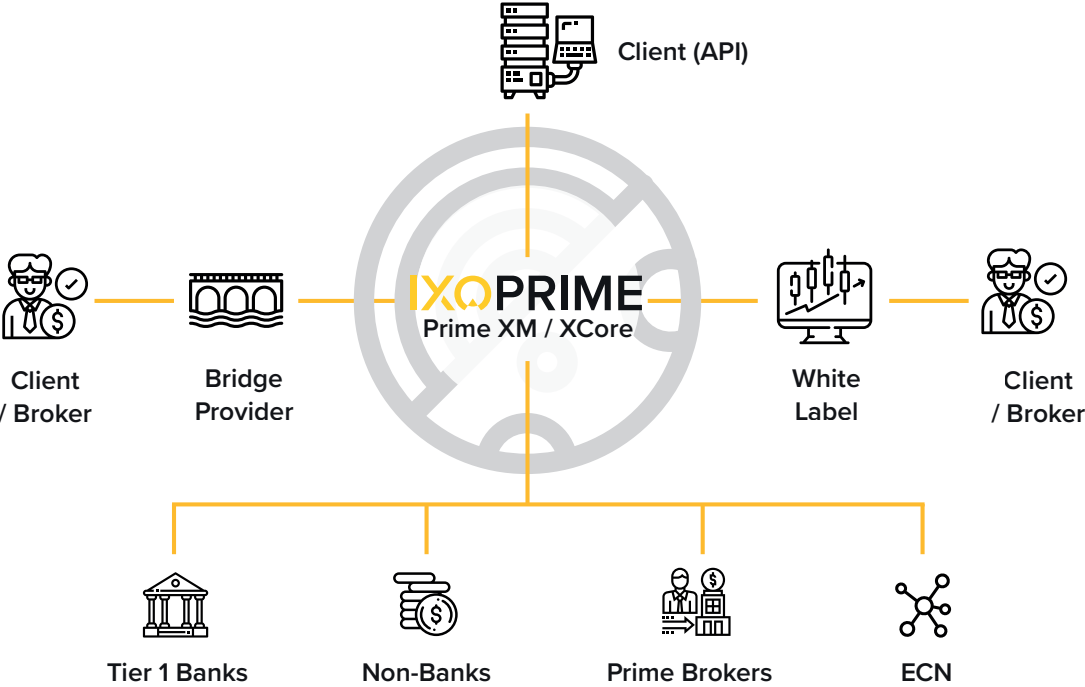 Client (API)
IXOPRIME
Prime XM / XCore
Client
/ Broker
Bridge
Provider
White
Label
Client
/ Broker
Tier 1 Banks
Non-Banks
Prime Brokers
ECN